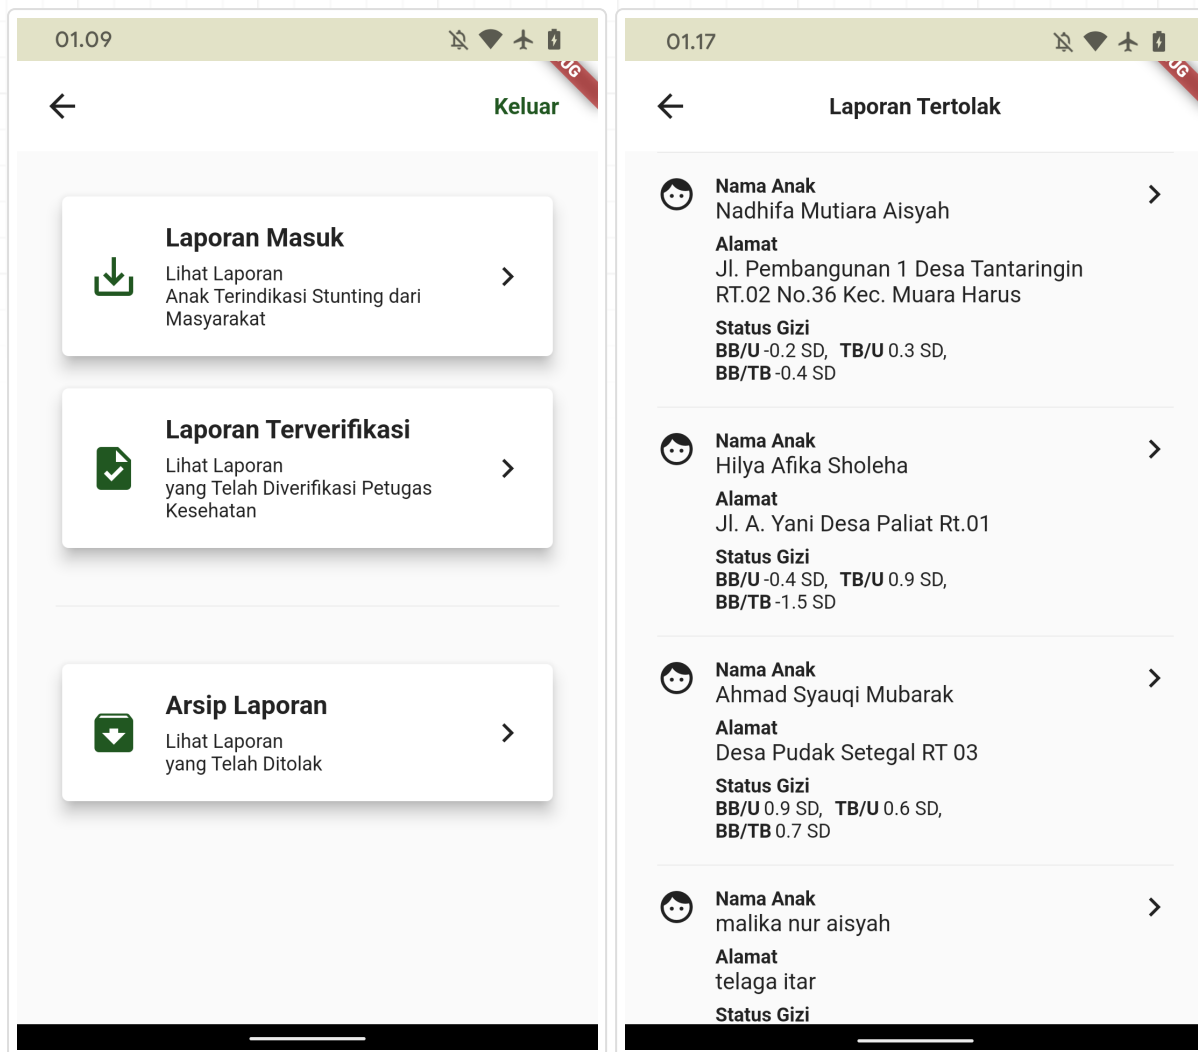 01.09
UG
Keluar
Laporan Masuk
Lihat Laporan
Anak Terindikasi Stunting dari
Masyarakat
Laporan Terverifikasi
Lihat Laporan
yang Telah Diverifikasi Petugas
Kesehatan
Arsip Laporan
Lihat Laporan
yang Telah Ditolak
01.17
UG
Laporan Tertolak
Nama Anak
Nadhifa Mutiara Aisyah
Alamat
Jl. Pembangunan 1 Desa Tantaringin
RT.02 No.36 Kec. Muara Harus
Status Gizi
BB/U -0.2 SD, TB/U 0.3 SD,
BB/TB -0.4 SD
Nama Anak
Hilya Afika Sholeha
Alamat
Jl. A. Yani Desa Paliat Rt.01
Status Gizi
BB/U -0.4 SD, TB/U 0.9 SD,
BB/TB -1.5 SD
Nama Anak
Ahmad Syauqi Mubarak
Alamat
Desa Pudak Setegal RT 03
Status Gizi
BB/U 0.9 SD, TB/U 0.6 SD,
BB/TB 0.7 SD
Nama Anak
malika nur aisyah
Alamat
telaga itar
Status Gizi